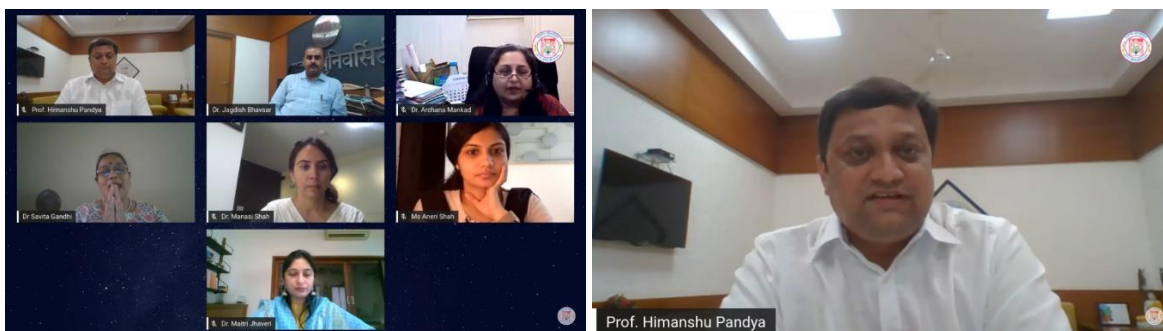 निवर्सिटी
Prof. Himanshu Pandya
Dr. Jagdish Bhavsar
Dr. Archana Mankad
Dr Savita Gandhi
Dr. Manasi Shah
Ms Aneri Shah
Dr. Maitri Jhaveri
Prof. Himanshu Pandya